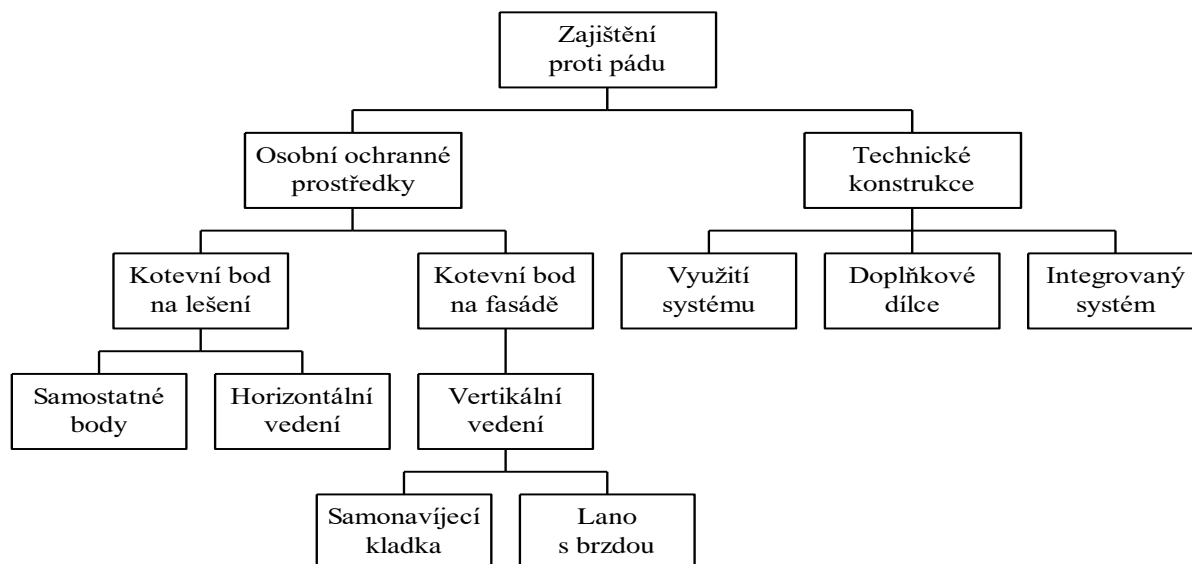 Zajištění
proti pádu
Osobní ochranné
prostředky
Technické
konstrukce
Kotevní bod
na lešení
Kotevní bod
na fasádě
Využití
systému
Doplňkové
dílce
Integrovaný
systém
Samostatné
body
Horizontální
vedení
Vertikální
vedení
Samonavíjecí
kladka
Lano
s brzdou